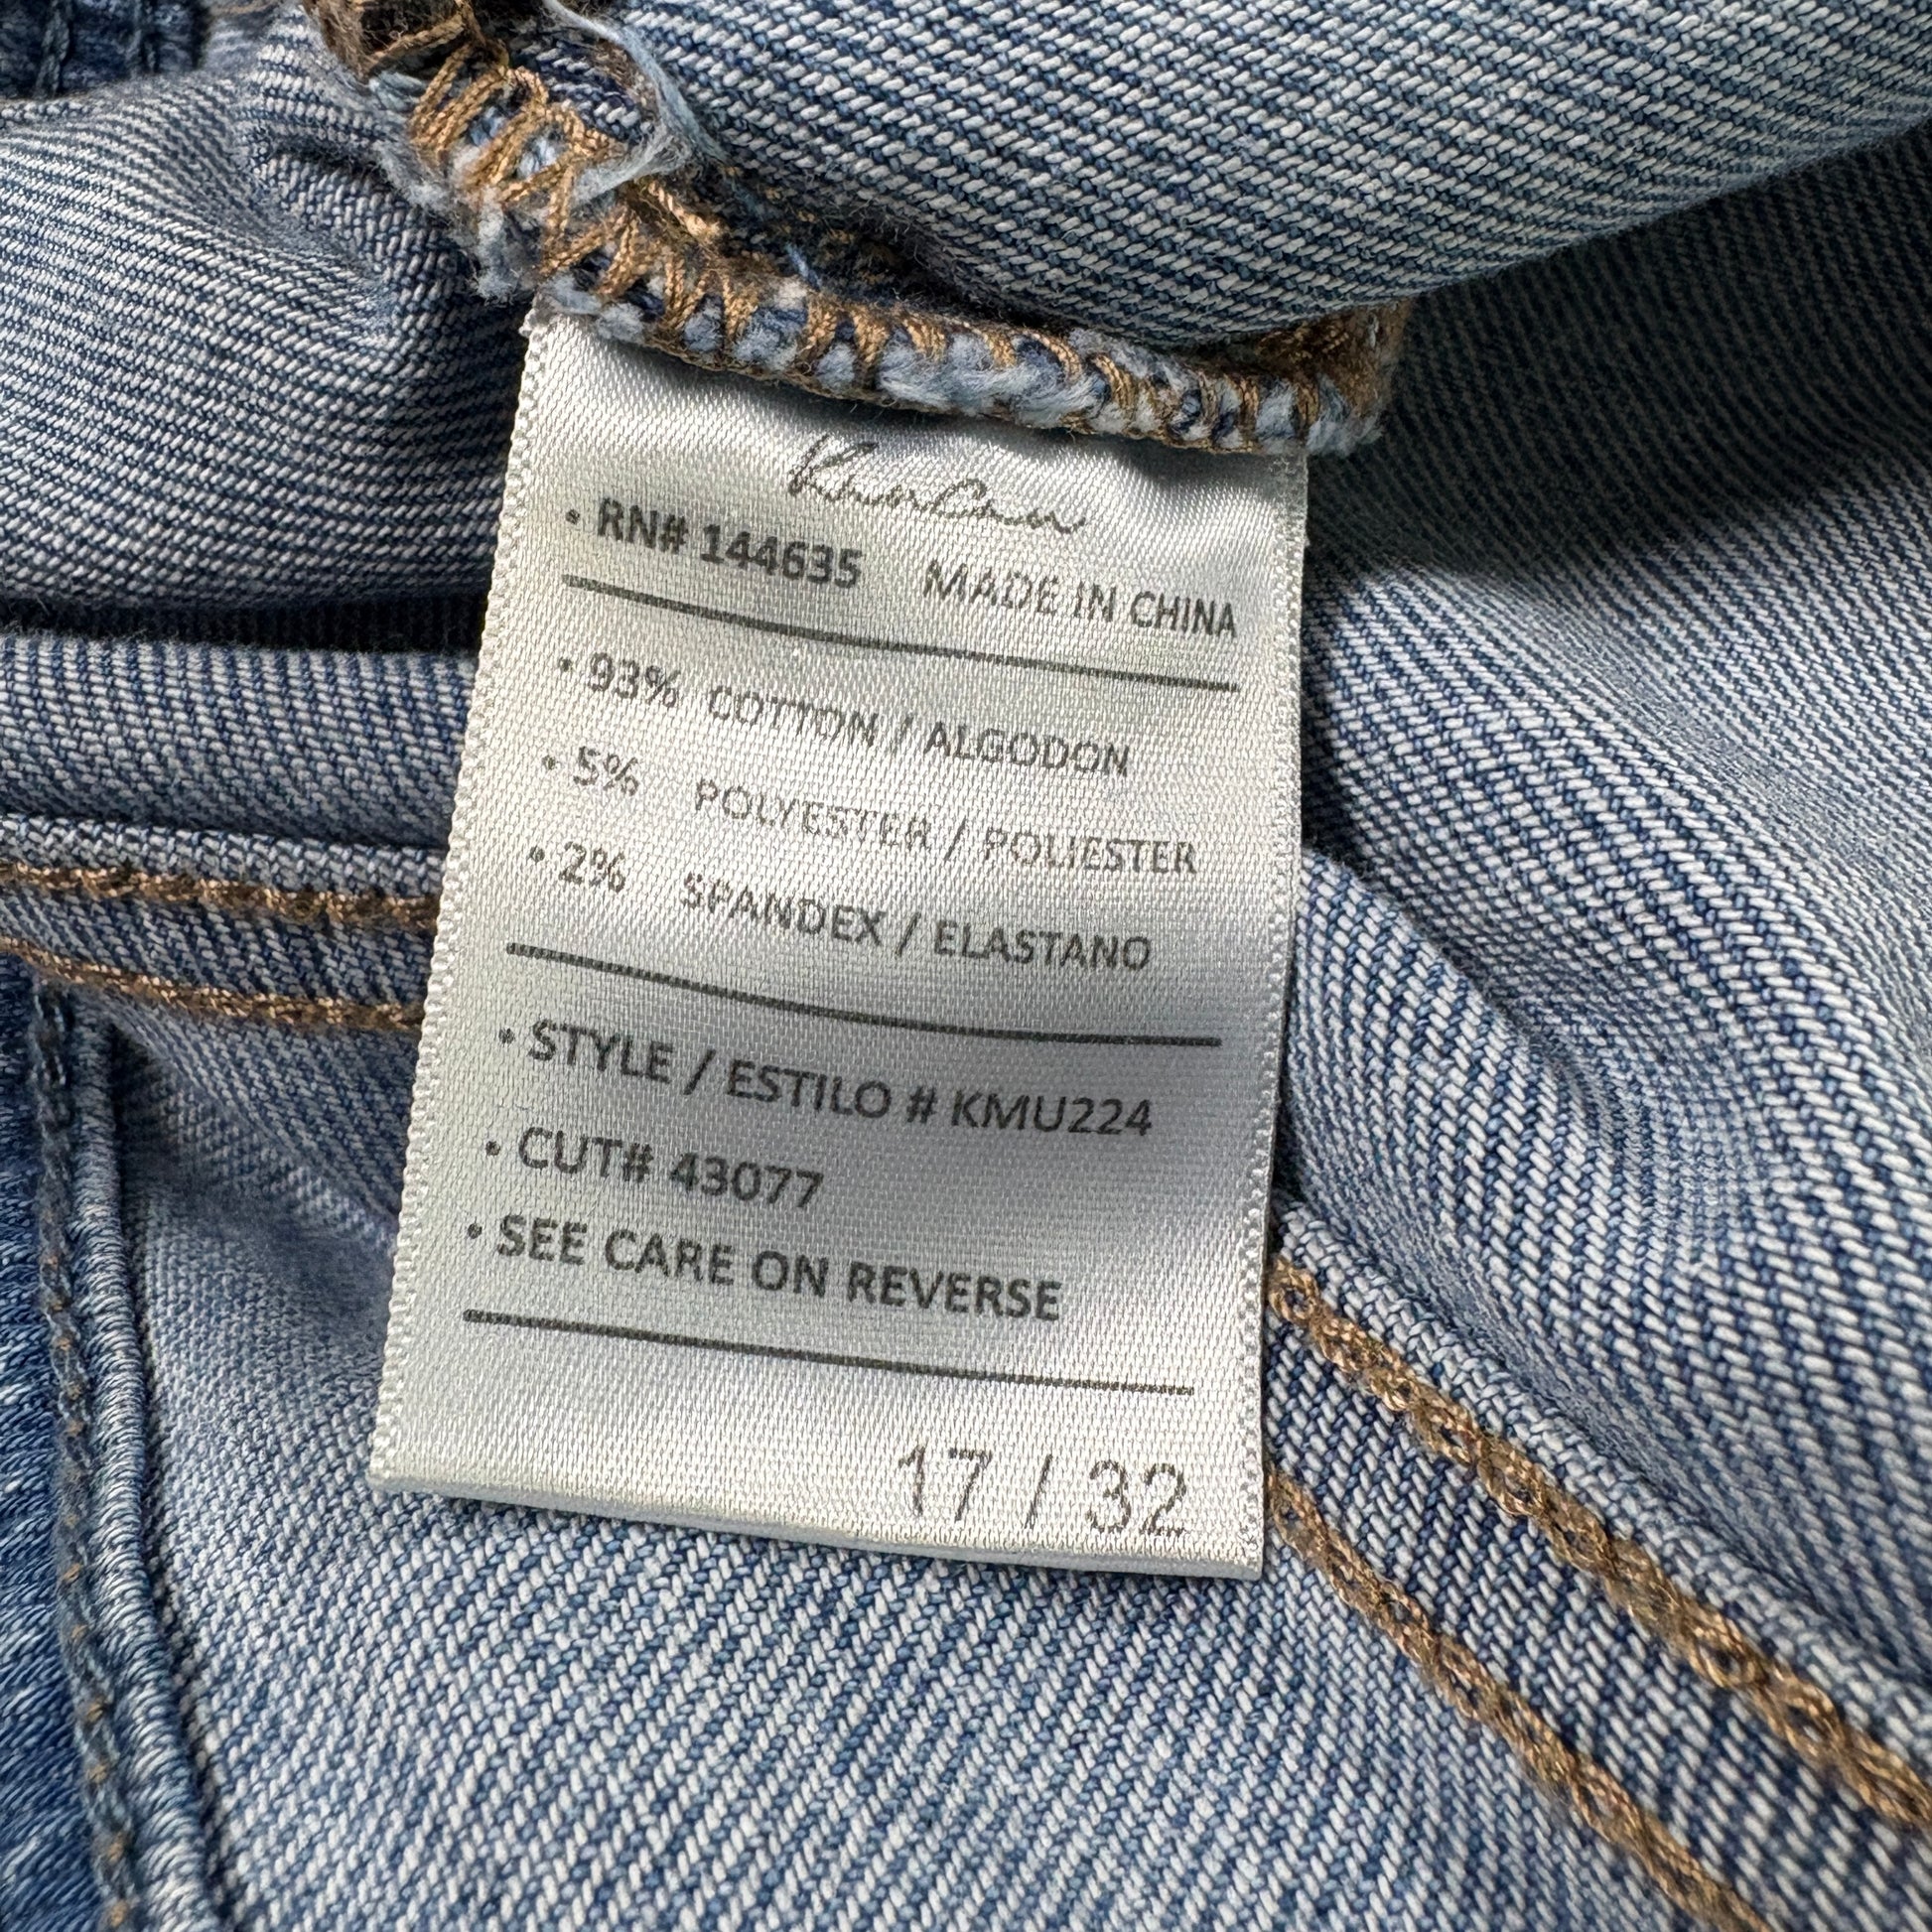 KanCan
• RN# 144635 MADE IN CHINA
• 93% COTTON / ALGODON
• 5% POLYESTER / POLIESTER
• 2% SPANDEX / ELASTANO
• STYLE / ESTILO # KMU224
• CUT# 43077
• SEE CARE ON REVERSE
17 / 32